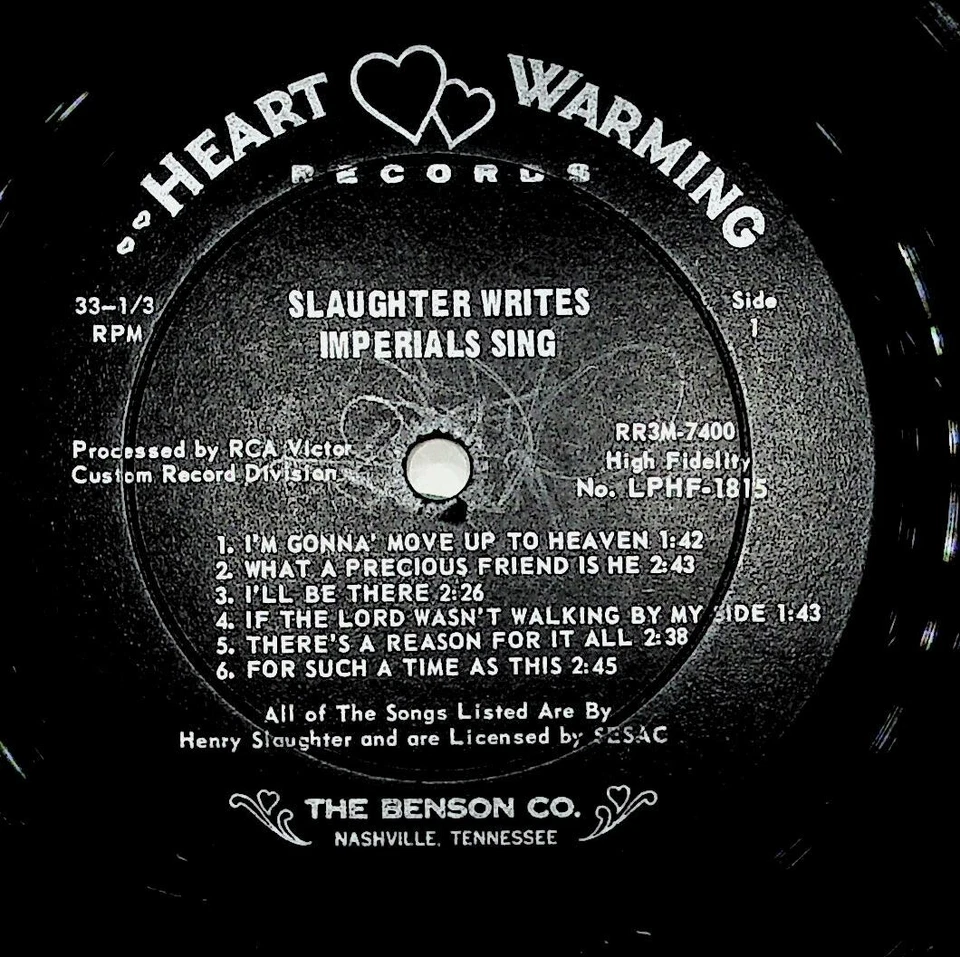 HEART WARMING
RECORDS
33-1/3
RPM
SLAUGHTER WRITES
IMPERIALS SING
Side
1
Processed by RCA Victor
Custom Record Division
RR3M-7400
High Fidelity
No. LPHF-1815
1. I'M GONNA' MOVE UP TO HEAVEN 1:42
2. WHAT A PRECIOUS FRIEND IS HE 2:43
3. I'LL BE THERE 2:26
4. IF THE LORD WASN'T WALKING BY MY SIDE 1:43
5. THERE'S A REASON FOR IT ALL 2:38
6. FOR SUCH A TIME AS THIS 2:45
All of The Songs Listed Are By
Henry Slaughter and are Licensed by SESAC
THE BENSON CO.
NASHVILLE, TENNESSEE